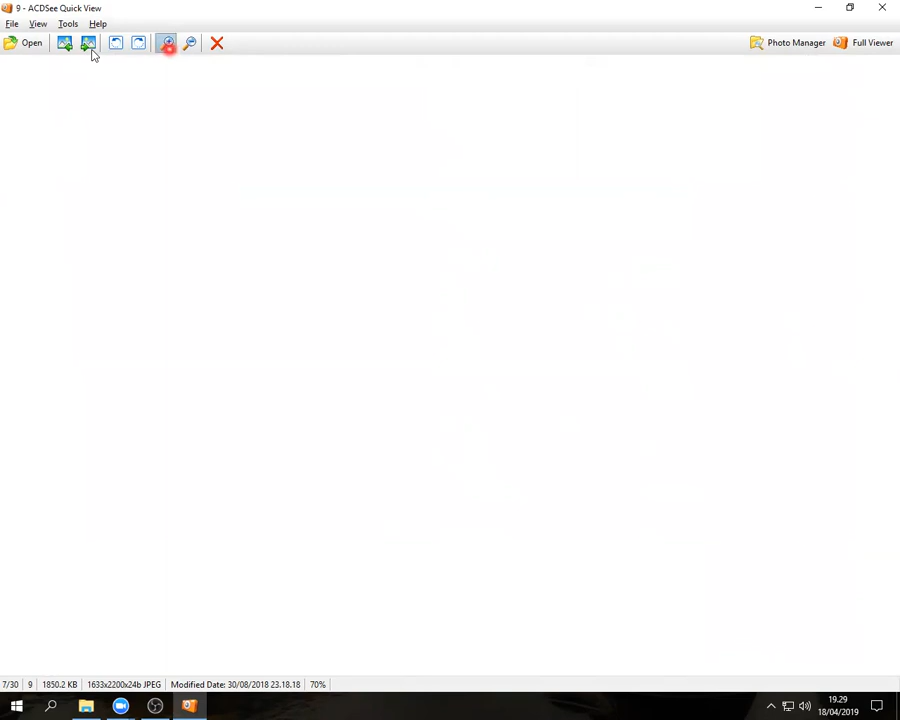 9 - ACDSee Quick View
File View Tools Help
Open Photo Manager Full Viewer
7/30 9 1850.2 KB 1633x2200x24b JPEG Modified Date: 30/08/2018 23.18.18 70%
19.29
18/04/2019